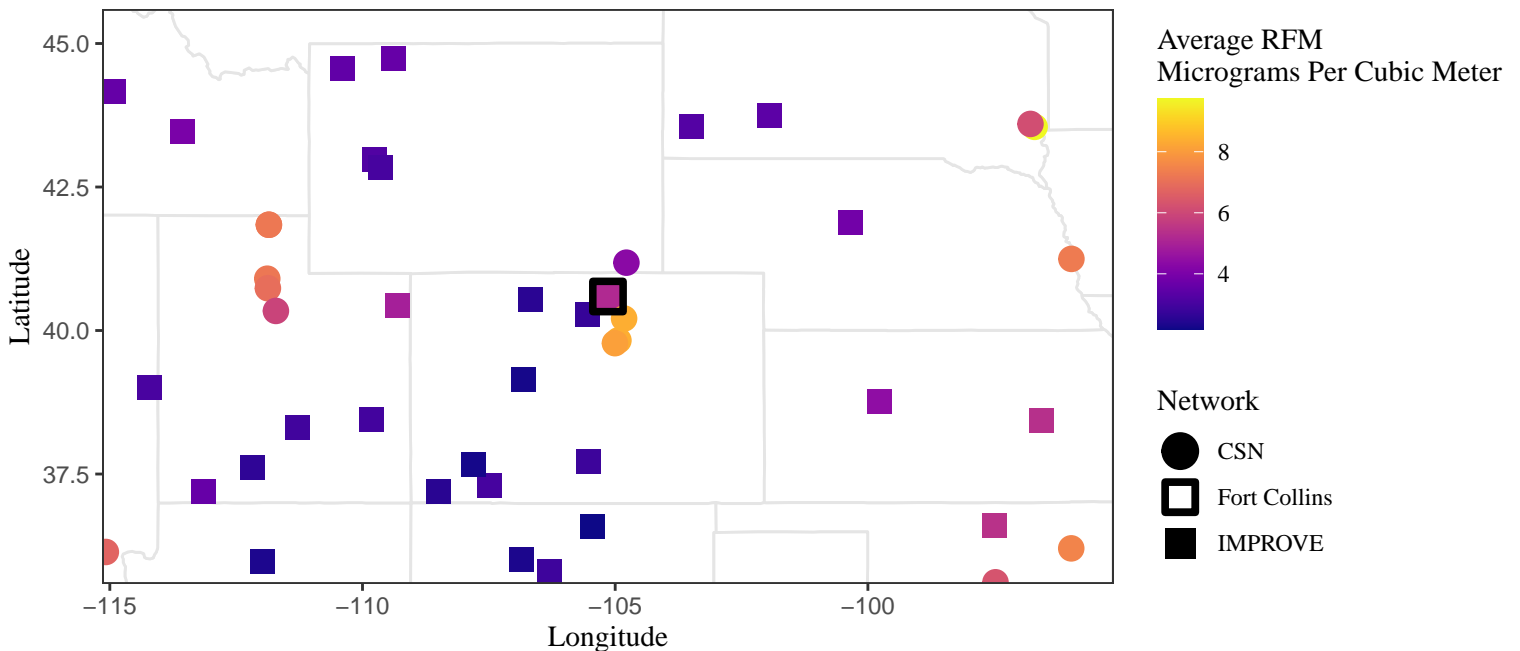 45.0
42.5
40.0
37.5
Latitude
−115
−110
−105
−100
Longitude
Average RFM
Micrograms Per Cubic Meter
8
6
4
Network
CSN
Fort Collins
IMPROVE